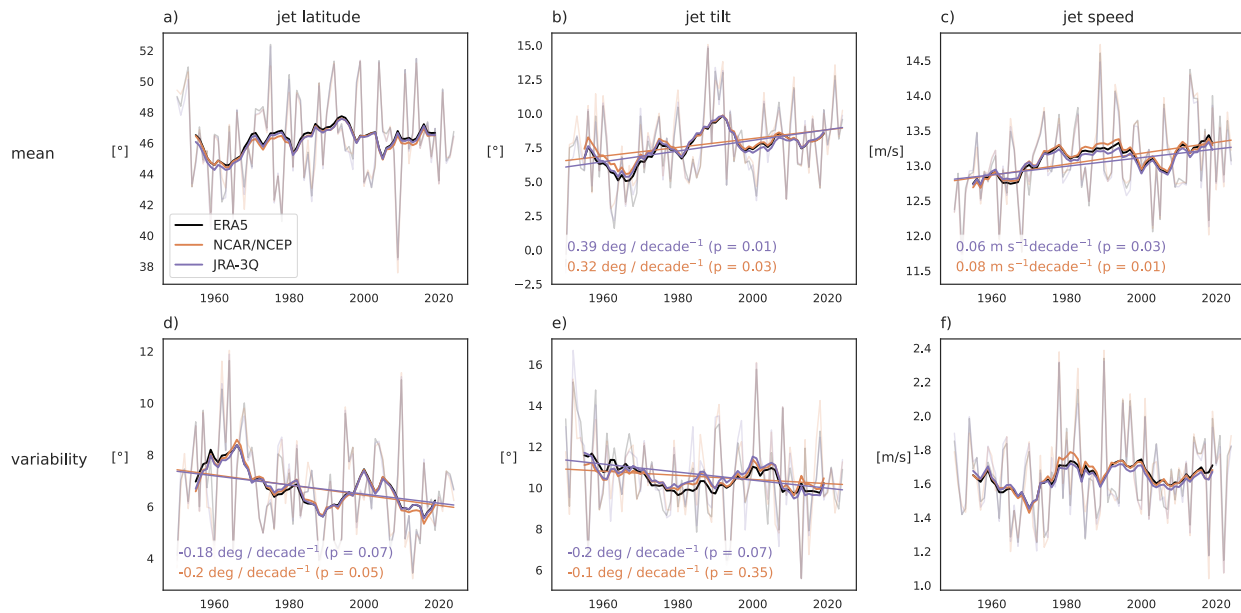 a) jet latitude
b) jet tilt
c) jet speed
mean
[°]
52
50
48
46
44
42
40
38
ERA5
NCAR/NCEP
JRA-3Q
1960 1980 2000 2020
[°]
15.0
12.5
10.0
7.5
5.0
2.5
0.0
−2.5
0.39 deg / decade⁻¹ (p = 0.01)
0.32 deg / decade⁻¹ (p = 0.03)
1960 1980 2000 2020
[m/s]
14.5
14.0
13.5
13.0
12.5
12.0
11.5
0.06 m s⁻¹decade⁻¹ (p = 0.03)
0.08 m s⁻¹decade⁻¹ (p = 0.01)
1960 1980 2000 2020
variability
d)
[°]
12
10
8
6
4
-0.18 deg / decade⁻¹ (p = 0.07)
-0.2 deg / decade⁻¹ (p = 0.05)
1960 1980 2000 2020
e)
[°]
16
14
12
10
8
6
-0.2 deg / decade⁻¹ (p = 0.07)
-0.1 deg / decade⁻¹ (p = 0.35)
1960 1980 2000 2020
f)
[m/s]
2.4
2.2
2.0
1.8
1.6
1.4
1.2
1.0
1960 1980 2000 2020